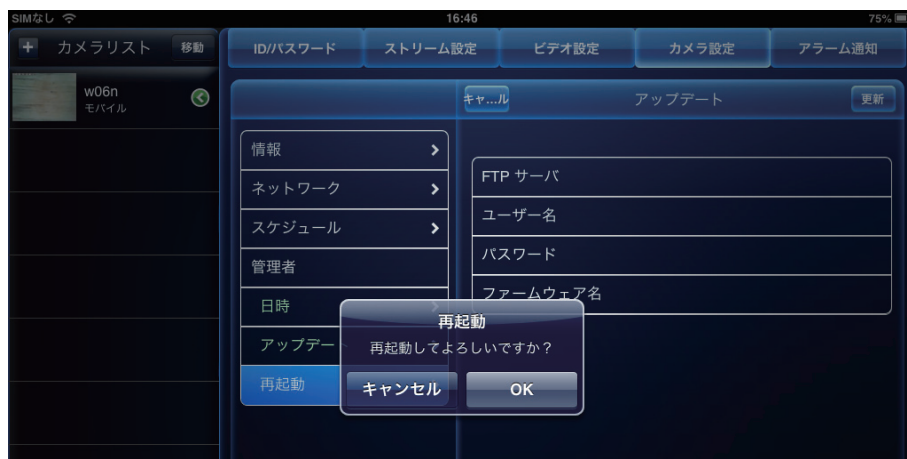 SIMなし 16:46 75%
+ カメラリスト 移動
w06n
モバイル
ID/パスワード ストリーム設定 ビデオ設定 カメラ設定 アラーム通知
キャ...ル アップデート 更新
情報
ネットワーク
スケジュール
管理者
日時
アップデー
再起動
FTP サーバ
ユーザー名
パスワード
ファームウェア名
再起動
再起動してよろしいですか？
キャンセル OK